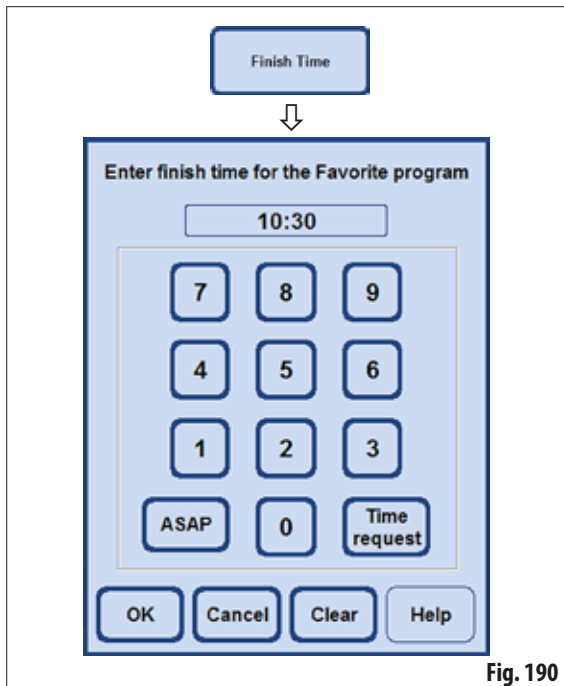 Finish Time
Enter finish time for the Favorite program
10:30
7 8 9
4 5 6
1 2 3
ASAP 0 Time
request
OK Cancel Clear Help
Fig. 190